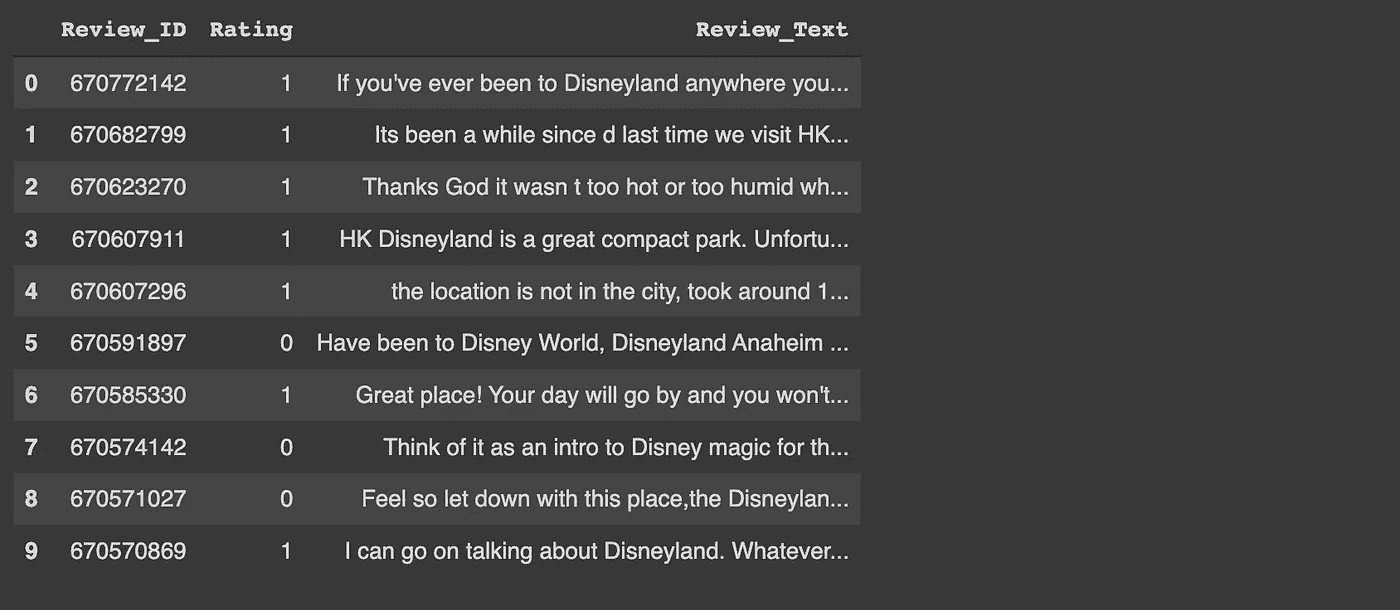 Review_ID Rating Review_Text
0 670772142 1 If you've ever been to Disneyland anywhere you...
1 670682799 1 Its been a while since d last time we visit HK...
2 670623270 1 Thanks God it wasn t too hot or too humid wh...
3 670607911 1 HK Disneyland is a great compact park. Unfortu...
4 670607296 1 the location is not in the city, took around 1...
5 670591897 0 Have been to Disney World, Disneyland Anaheim ...
6 670585330 1 Great place! Your day will go by and you won't...
7 670574142 0 Think of it as an intro to Disney magic for th...
8 670571027 0 Feel so let down with this place,the Disneylan...
9 670570869 1 I can go on talking about Disneyland. Whatever...